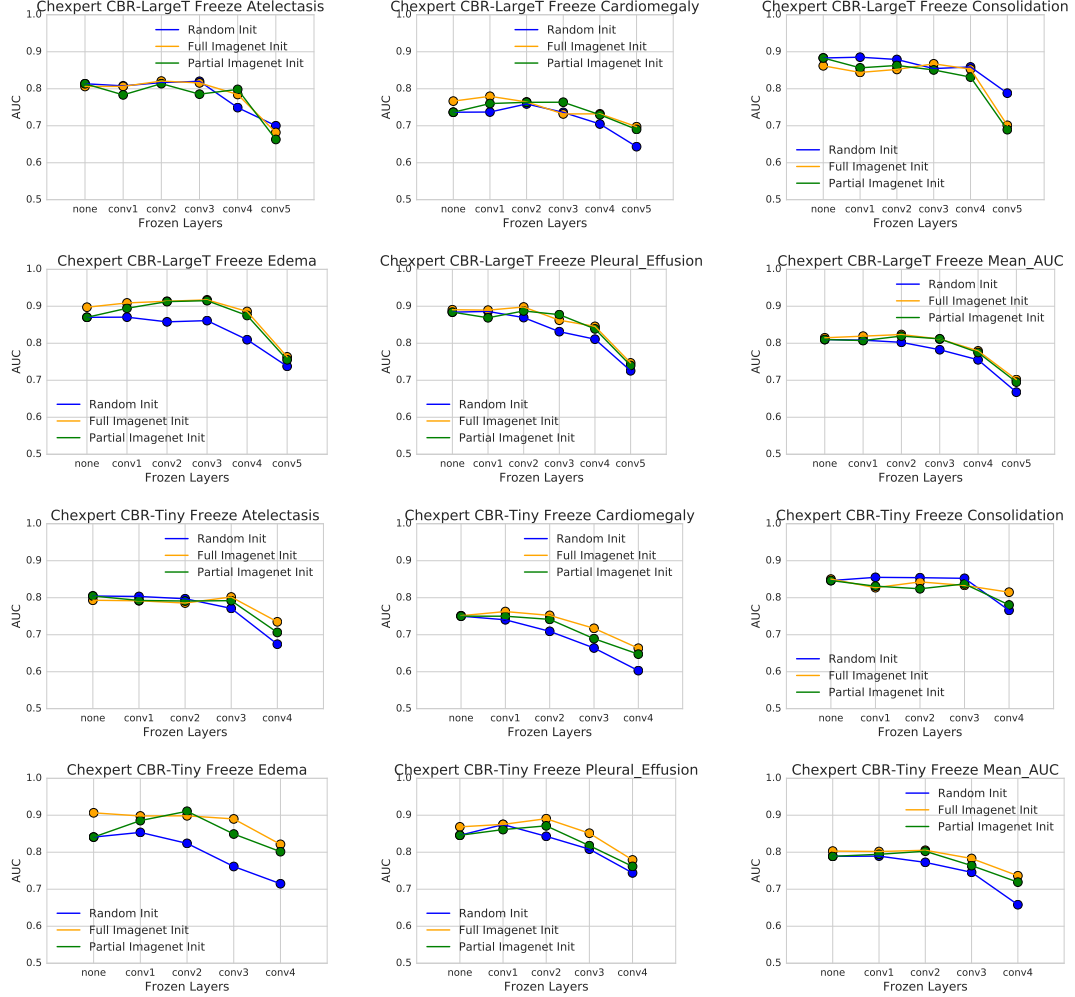 Chexpert CBR-LargeT Freeze Atelectasis
1.0
0.9
0.8
0.7
0.6
0.5
AUC
Random Init
Full Imagenet Init
Partial Imagenet Init
none conv1 conv2 conv3 conv4 conv5
Frozen Layers
Chexpert CBR-LargeT Freeze Cardiomegaly
1.0
0.9
0.8
0.7
0.6
0.5
AUC
Random Init
Full Imagenet Init
Partial Imagenet Init
none conv1 conv2 conv3 conv4 conv5
Frozen Layers
Chexpert CBR-LargeT Freeze Consolidation
1.0
0.9
0.8
0.7
0.6
0.5
AUC
Random Init
Full Imagenet Init
Partial Imagenet Init
none conv1 conv2 conv3 conv4 conv5
Frozen Layers
Chexpert CBR-LargeT Freeze Edema
1.0
0.9
0.8
0.7
0.6
0.5
AUC
Random Init
Full Imagenet Init
Partial Imagenet Init
none conv1 conv2 conv3 conv4 conv5
Frozen Layers
Chexpert CBR-LargeT Freeze Pleural_Effusion
1.0
0.9
0.8
0.7
0.6
0.5
AUC
Random Init
Full Imagenet Init
Partial Imagenet Init
none conv1 conv2 conv3 conv4 conv5
Frozen Layers
Chexpert CBR-LargeT Freeze Mean_AUC
1.0
0.9
0.8
0.7
0.6
0.5
AUC
Random Init
Full Imagenet Init
Partial Imagenet Init
none conv1 conv2 conv3 conv4 conv5
Frozen Layers
Chexpert CBR-Tiny Freeze Atelectasis
1.0
0.9
0.8
0.7
0.6
0.5
AUC
Random Init
Full Imagenet Init
Partial Imagenet Init
none conv1 conv2 conv3 conv4
Frozen Layers
Chexpert CBR-Tiny Freeze Cardiomegaly
1.0
0.9
0.8
0.7
0.6
0.5
AUC
Random Init
Full Imagenet Init
Partial Imagenet Init
none conv1 conv2 conv3 conv4
Frozen Layers
Chexpert CBR-Tiny Freeze Consolidation
1.0
0.9
0.8
0.7
0.6
0.5
AUC
Random Init
Full Imagenet Init
Partial Imagenet Init
none conv1 conv2 conv3 conv4
Frozen Layers
Chexpert CBR-Tiny Freeze Edema
1.0
0.9
0.8
0.7
0.6
0.5
AUC
Random Init
Full Imagenet Init
Partial Imagenet Init
none conv1 conv2 conv3 conv4
Frozen Layers
Chexpert CBR-Tiny Freeze Pleural_Effusion
1.0
0.9
0.8
0.7
0.6
0.5
AUC
Random Init
Full Imagenet Init
Partial Imagenet Init
none conv1 conv2 conv3 conv4
Frozen Layers
Chexpert CBR-Tiny Freeze Mean_AUC
1.0
0.9
0.8
0.7
0.6
0.5
AUC
Random Init
Full Imagenet Init
Partial Imagenet Init
none conv1 conv2 conv3 conv4
Frozen Layers